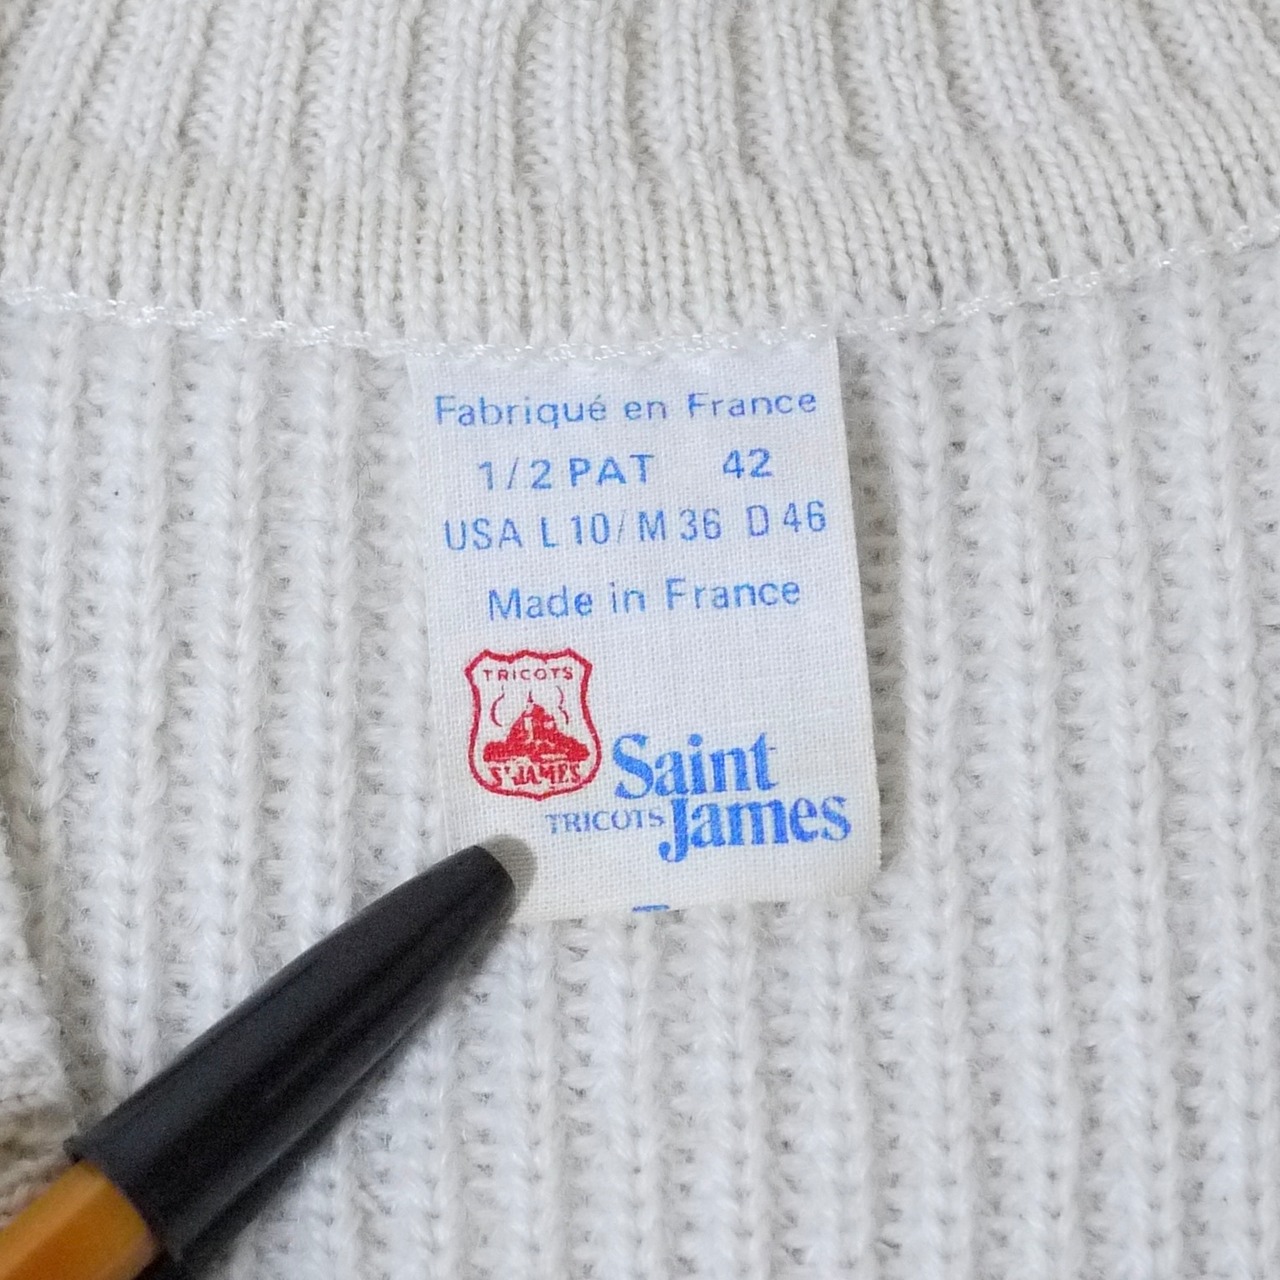 Fabriqué en France
1/2 PAT 42
USA L 10/ M 36 D 46
Made in France
TRICOTS
ST JAMES
Saint
TRICOTS James